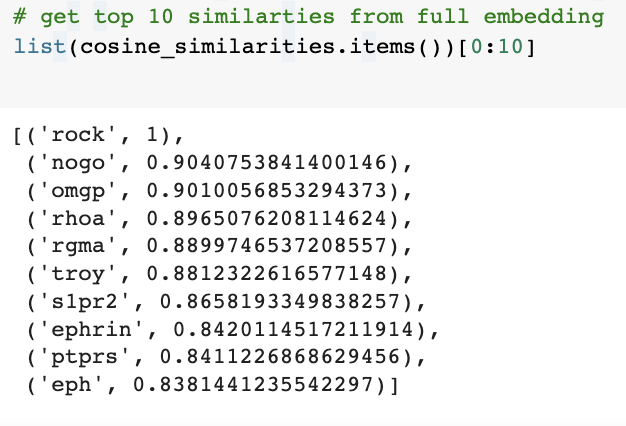 # get top 10 similarties from full embedding
list(cosine_similarities.items())[0:10]
[('rock', 1),
('nogo', 0.9040753841400146),
('omgp', 0.9010056853294373),
('rhoa', 0.8965076208114624),
('rgma', 0.8899746537208557),
('troy', 0.8812322616577148),
('s1pr2', 0.8658193349838257),
('ephrin', 0.8420114517211914),
('ptprs', 0.8411226868629456),
('eph', 0.8381441235542297)]